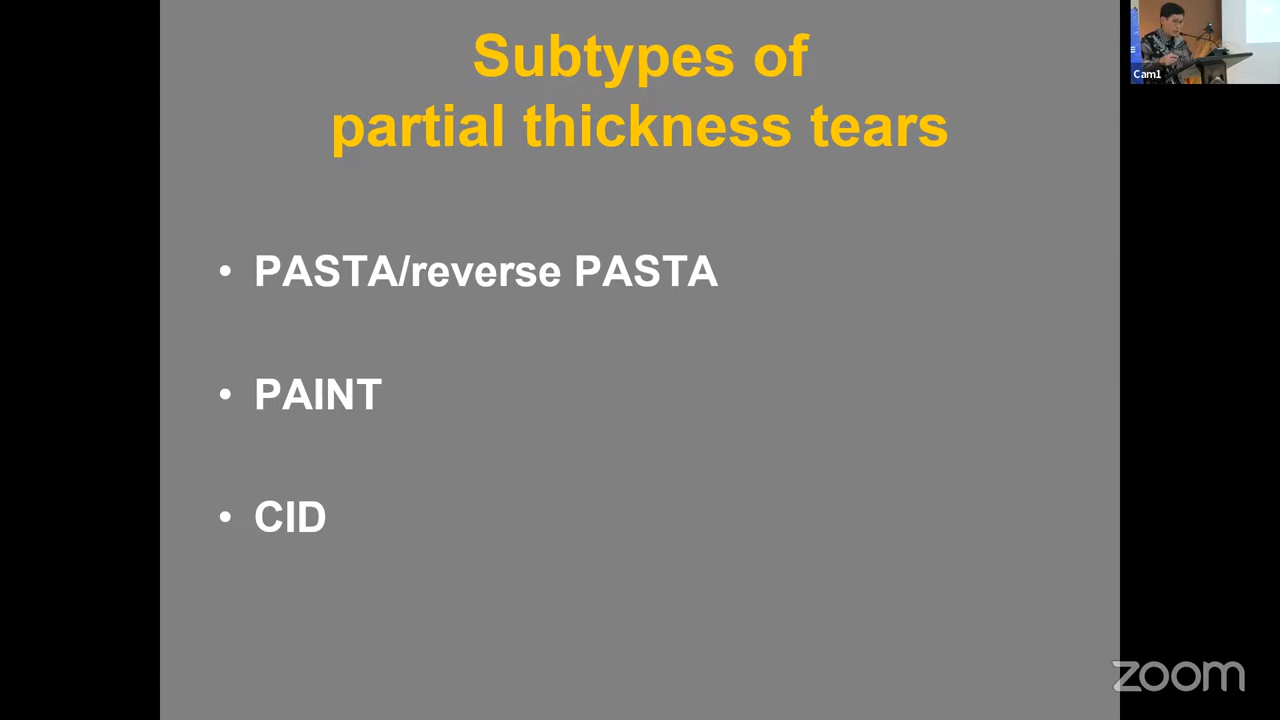 Subtypes of
partial thickness tears
• PASTA/reverse PASTA
• PAINT
• CID
Cam1
zoom